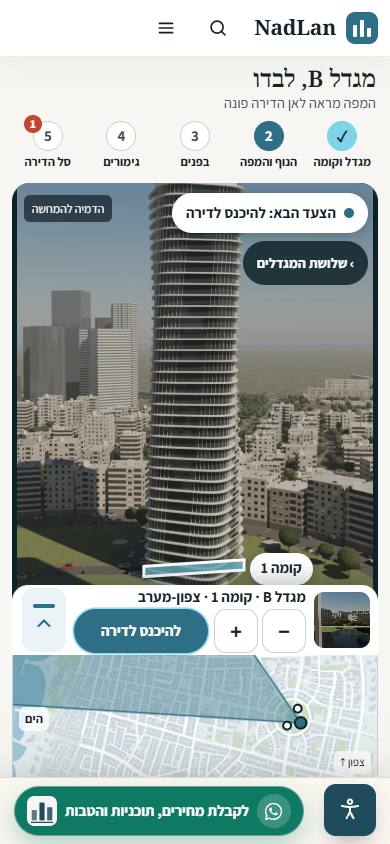 NadLan
מגדל B, לבדו
המפה מראה לאן הדירה פונה
✓
2
3
4
5
1
מגדל וקומה
הנוף והמפה
בפנים
גימורים
סל הדירה
הצעד הבא: להיכנס לדירה
הדמיה להמחשה
‹ שלושת המגדלים
קומה 1
מגדל B · קומה 1 · צפון-מערב
−
+
להיכנס לדירה
הים
צפון ↑
לקבלת מחירים, תוכניות והטבות